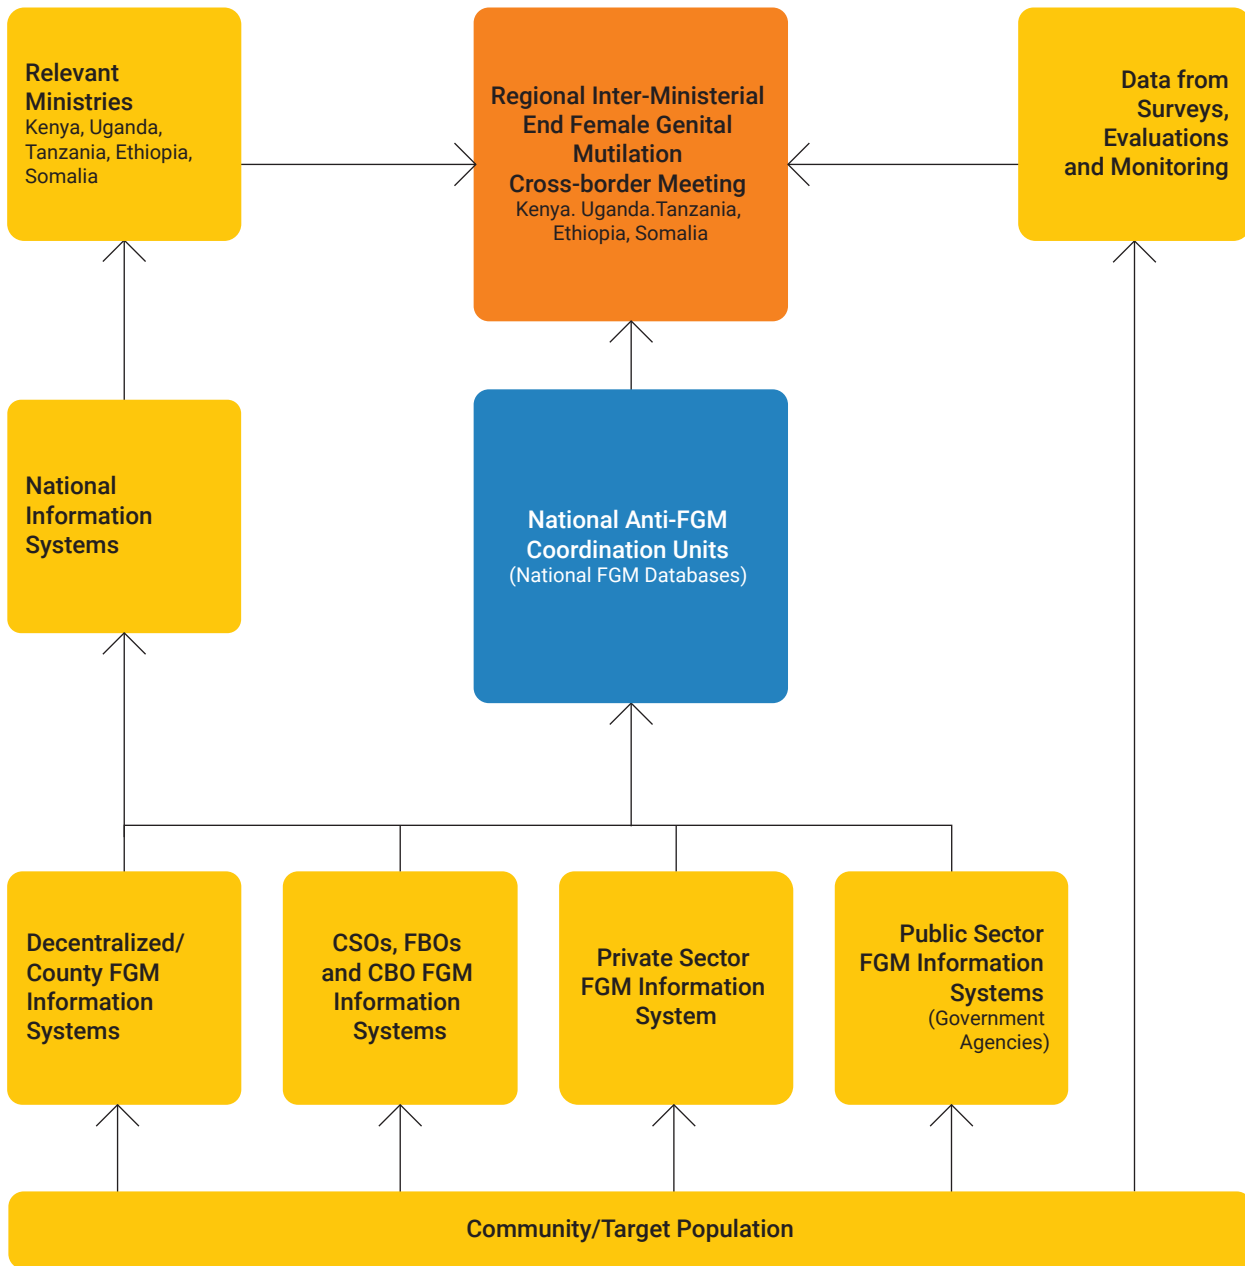 Relevant
Ministries
Kenya, Uganda,
Tanzania, Ethiopia,
Somalia
Regional Inter-Ministerial
End Female Genital
Mutilation
Cross-border Meeting
Kenya. Uganda.Tanzania,
Ethiopia, Somalia
Data from
Surveys,
Evaluations
and Monitoring
National
Information
Systems
National Anti-FGM
Coordination Units
(National FGM Databases)
Decentralized/
County FGM
Information
Systems
CSOs, FBOs
and CBO FGM
Information
Systems
Private Sector
FGM Information
System
Public Sector
FGM Information
Systems
(Government
Agencies)
Community/Target Population